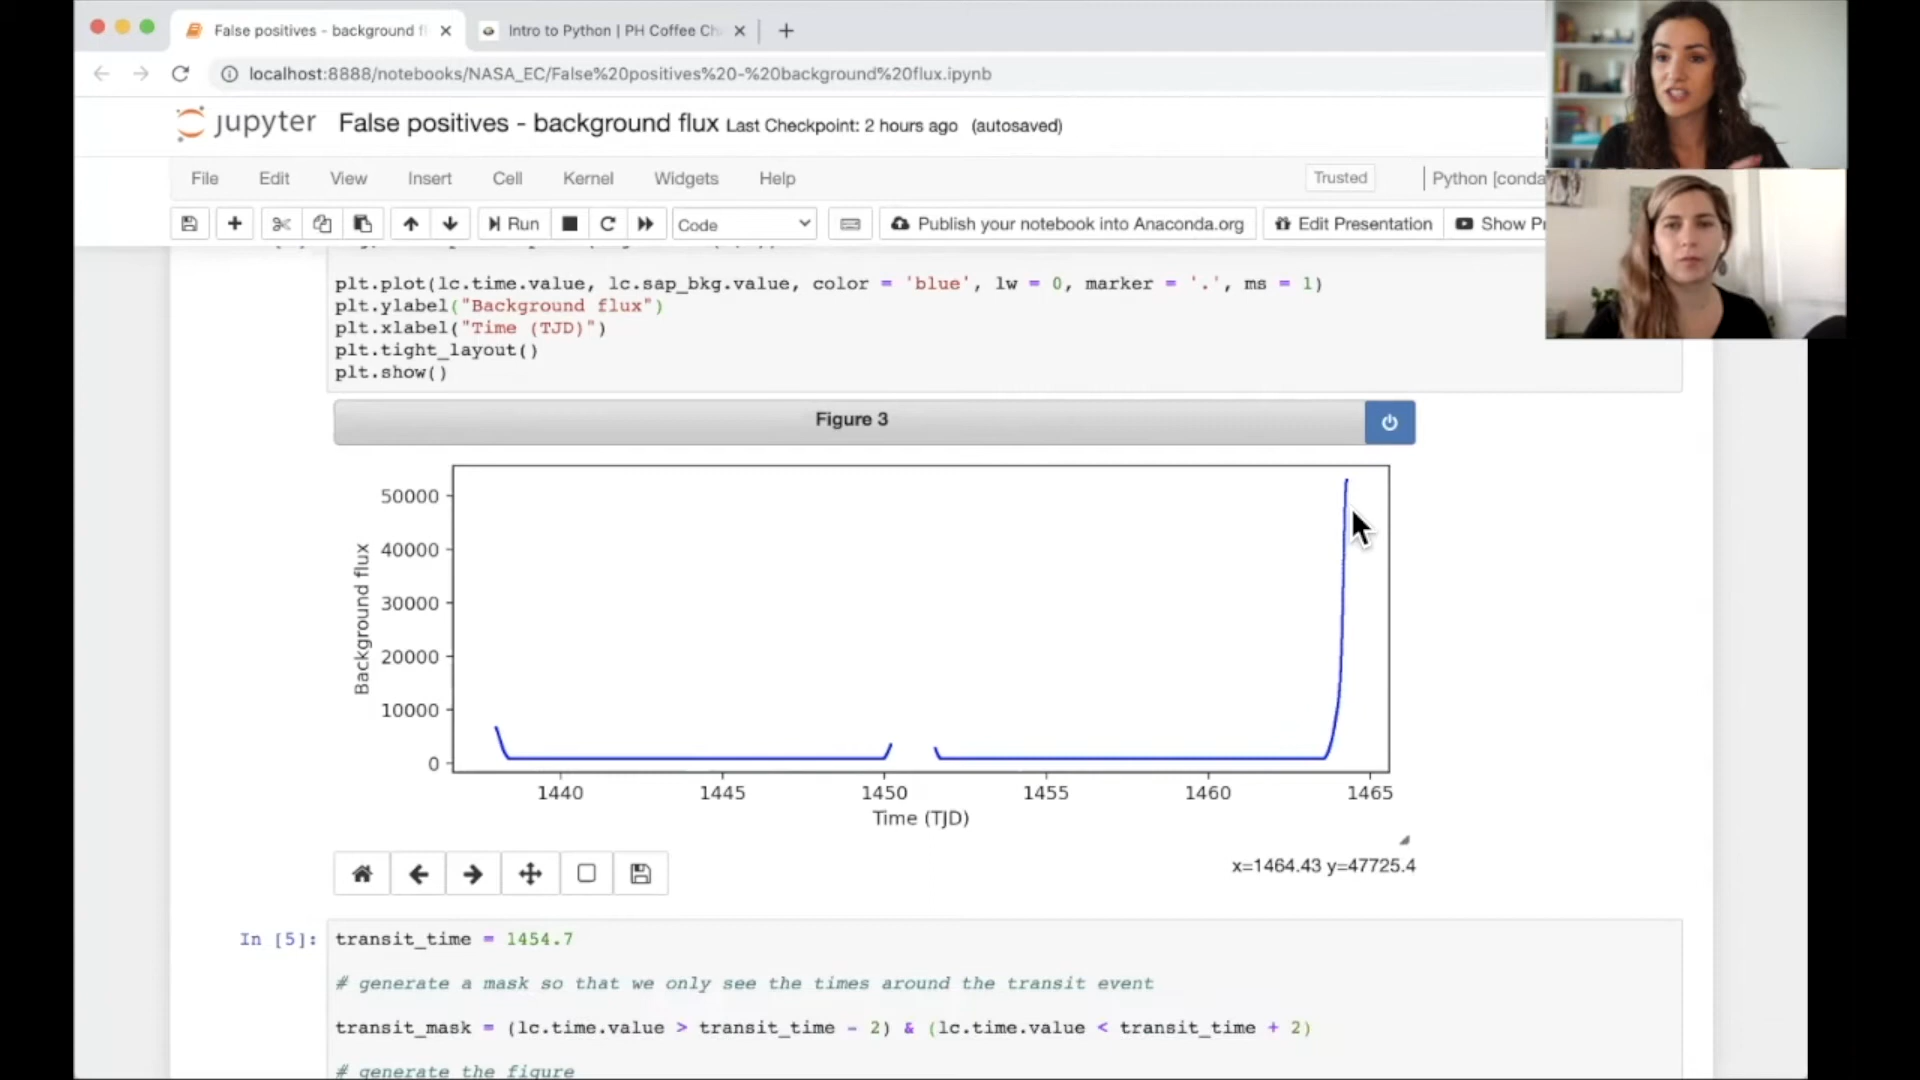 False positives - background f
Intro to Python | PH Coffee Ch
localhost:8888/notebooks/NASA_EC/False%20positives%20-%20background%20flux.ipynb
jupyter False positives - background flux Last Checkpoint: 2 hours ago (autosaved)
File Edit View Insert Cell Kernel Widgets Help Trusted Python [conda
Run Code Publish your notebook into Anaconda.org Edit Presentation Show Pr
plt.plot(lc.time.value, lc.sap_bkg.value, color = 'blue', lw = 0, marker = '.', ms = 1)
plt.ylabel("Background flux")
plt.xlabel("Time (TJD)")
plt.tight_layout()
plt.show()
Figure 3
50000
40000
30000
20000
10000
0
Background flux
1440 1445 1450 1455 1460 1465
Time (TJD)
x=1464.43 y=47725.4
In [5]: transit_time = 1454.7
# generate a mask so that we only see the times around the transit event
transit_mask = (lc.time.value > transit_time - 2) & (lc.time.value < transit_time + 2)
# generate the figure